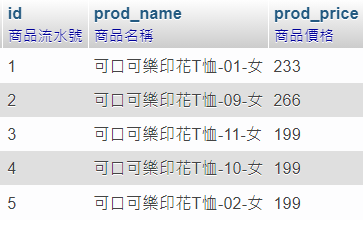 id prod_name prod_price
商品流水號 商品名稱 商品價格
1 可口可樂印花T恤-01-女 233
2 可口可樂印花T恤-09-女 266
3 可口可樂印花T恤-11-女 199
4 可口可樂印花T恤-10-女 199
5 可口可樂印花T恤-02-女 199